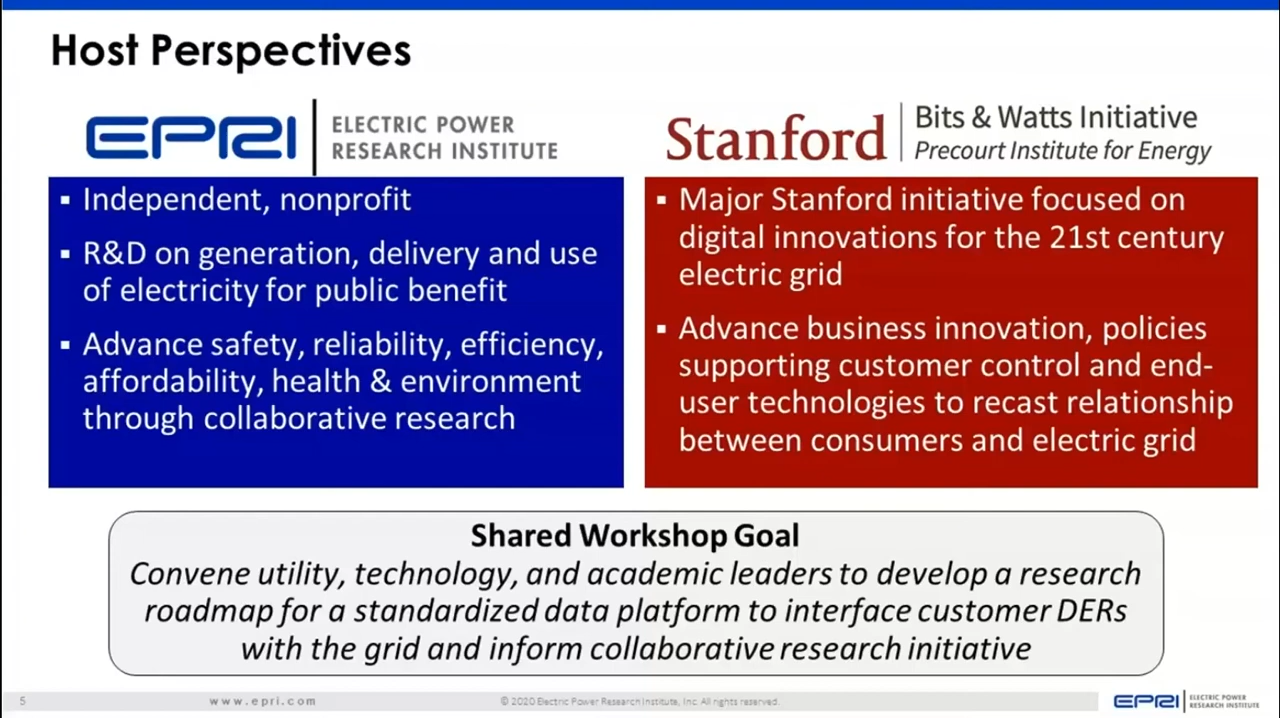 Host Perspectives
EPRI
ELECTRIC POWER
RESEARCH INSTITUTE
▪ Independent, nonprofit
▪ R&D on generation, delivery and use
of electricity for public benefit
▪ Advance safety, reliability, efficiency,
affordability, health & environment
through collaborative research
Stanford
Bits & Watts Initiative
Precourt Institute for Energy
▪ Major Stanford initiative focused on
digital innovations for the 21st century
electric grid
▪ Advance business innovation, policies
supporting customer control and end-
user technologies to recast relationship
between consumers and electric grid
Shared Workshop Goal
Convene utility, technology, and academic leaders to develop a research
roadmap for a standardized data platform to interface customer DERs
with the grid and inform collaborative research initiative
5
www.epri.com
© 2020 Electric Power Research Institute, Inc. All rights reserved.
EPRI
ELECTRIC POWER
RESEARCH INSTITUTE